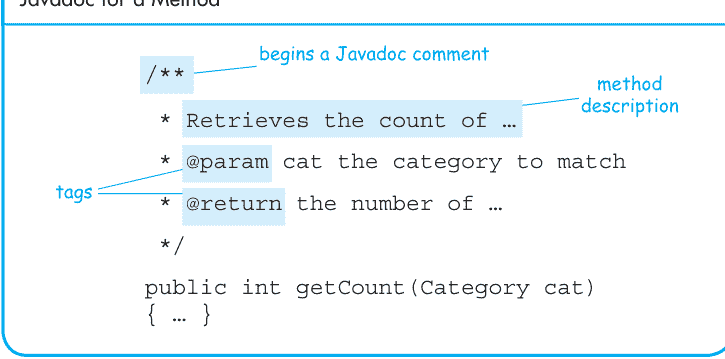 Javadoc for a Method
begins a Javadoc comment
/**
method
description
* Retrieves the count of …
* @param cat the category to match
tags
* @return the number of …
*/
public int getCount(Category cat)
{ … }